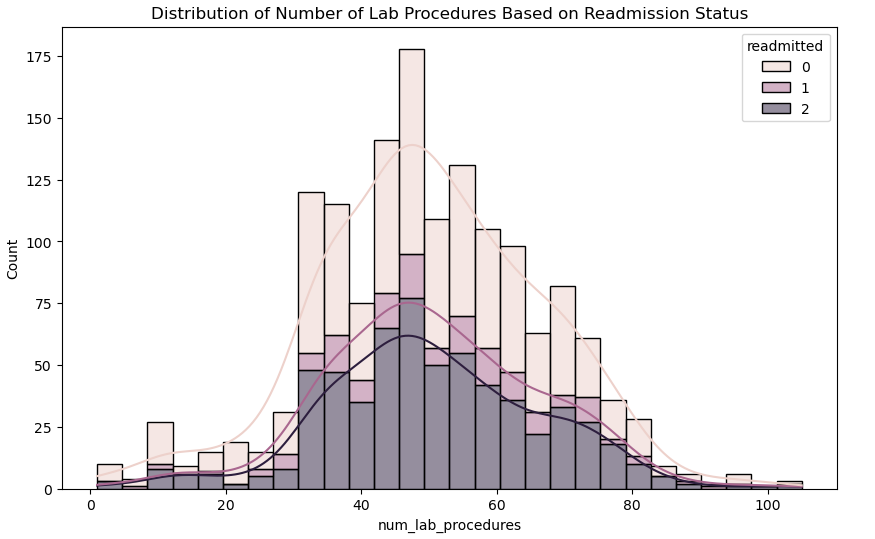 Distribution of Number of Lab Procedures Based on Readmission Status
readmitted
0
1
2
Count
175
150
125
100
75
50
25
0
0 20 40 60 80 100
num_lab_procedures